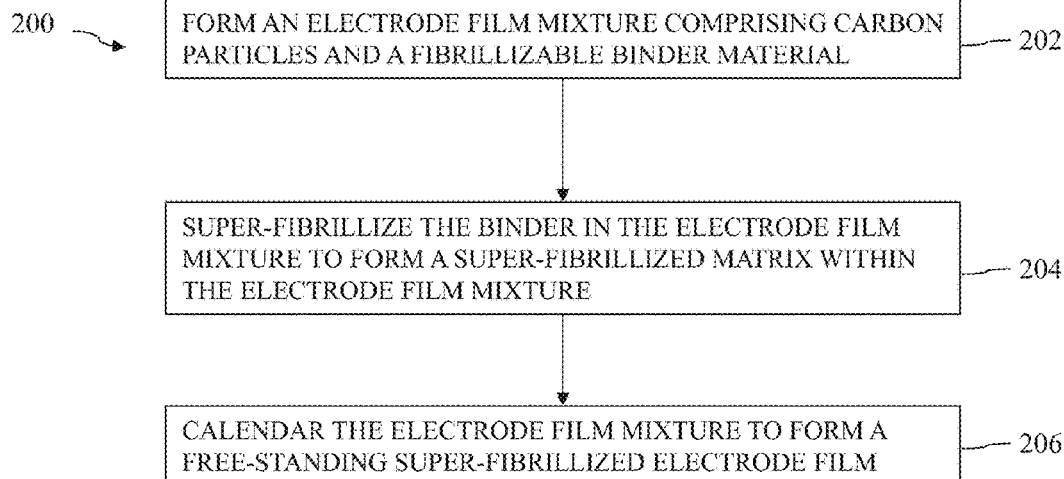 200
FORM AN ELECTRODE FILM MIXTURE COMPRISING CARBON
PARTICLES AND A FIBRILLIZABLE BINDER MATERIAL
202
SUPER-FIBRILLIZE THE BINDER IN THE ELECTRODE FILM
MIXTURE TO FORM A SUPER-FIBRILLIZED MATRIX WITHIN
THE ELECTRODE FILM MIXTURE
204
CALENDAR THE ELECTRODE FILM MIXTURE TO FORM A
FREE-STANDING SUPER-FIBRILLIZED ELECTRODE FILM
206